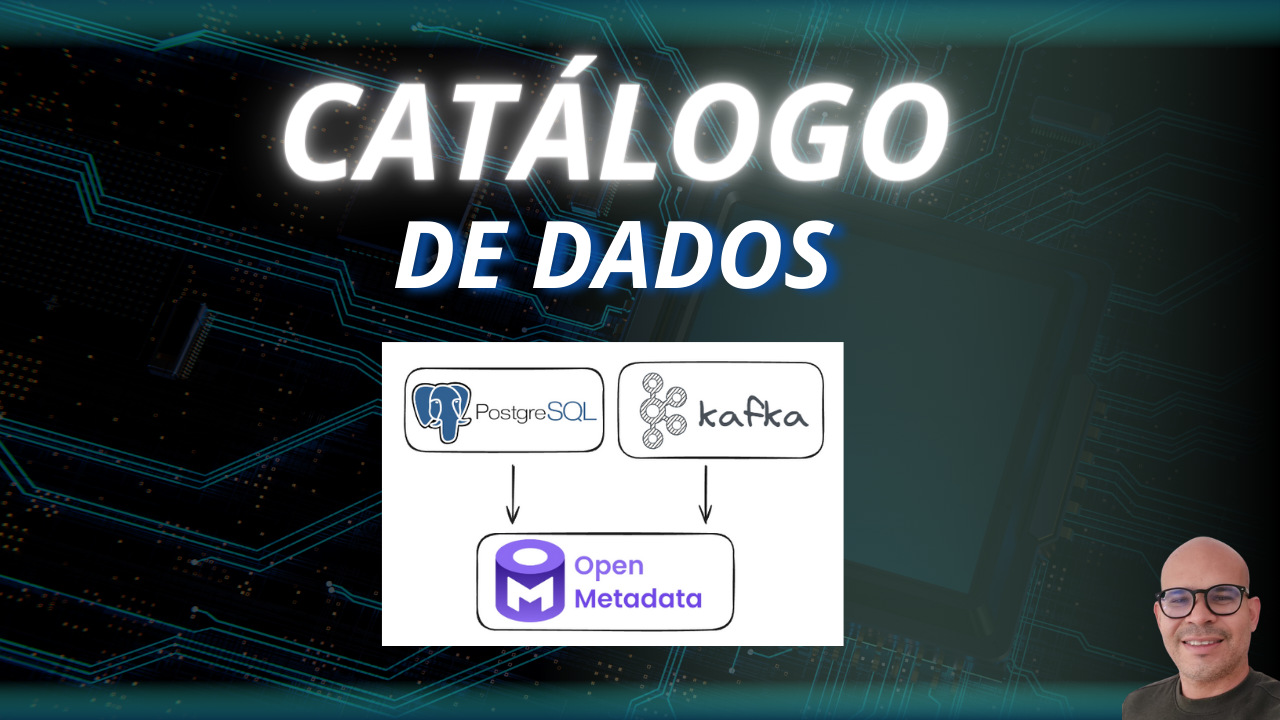 CATÁLOGO
DE DADOS
PostgreSQL
kafka
Open
Metadata